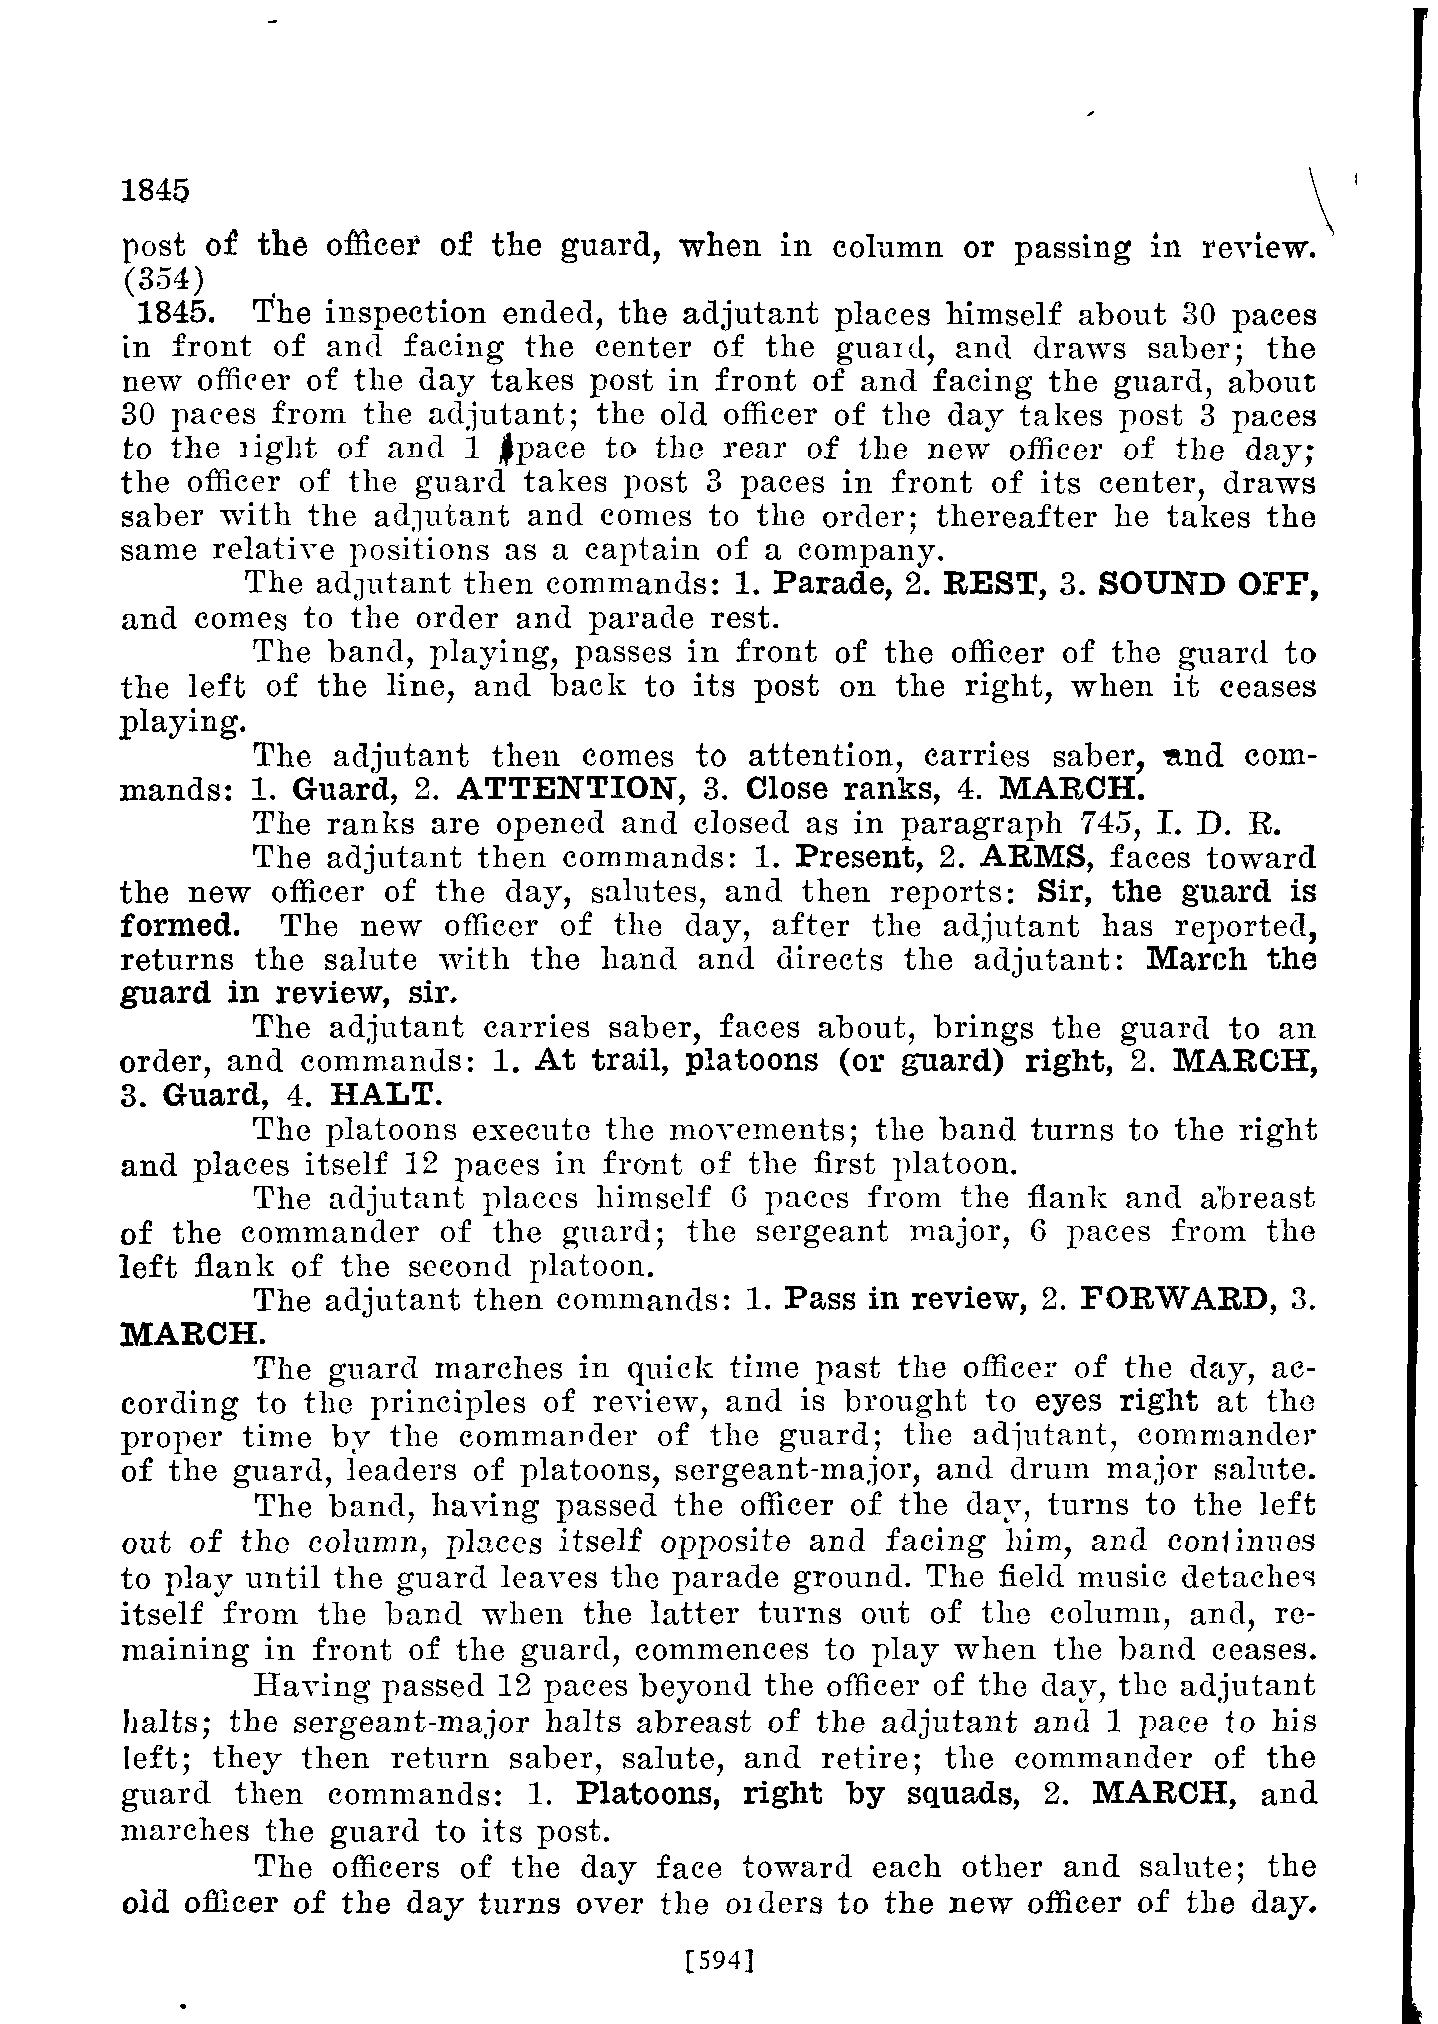 1845
post of the officer of the guard, when in column or passing in review.
(354)
1845. The inspection ended, the adjutant places himself about 30 paces
in front of and facing the center of the guard, and draws saber; the
new officer of the day takes post in front of and facing the guard, about
30 paces from the adjutant; the old officer of the day takes post 3 paces
to the right of and 1 pace to the rear of the new officer of the day;
the officer of the guard takes post 3 paces in front of its center, draws
saber with the adjutant and comes to the order; thereafter he takes the
same relative positions as a captain of a company.
The adjutant then commands: 1. Parade, 2. REST, 3. SOUND OFF,
and comes to the order and parade rest.
The band, playing, passes in front of the officer of the guard to
the left of the line, and back to its post on the right, when it ceases
playing.
The adjutant then comes to attention, carries saber, and com-
mands: 1. Guard, 2. ATTENTION, 3. Close ranks, 4. MARCH.
The ranks are opened and closed as in paragraph 745, I. D. R.
The adjutant then commands: 1. Present, 2. ARMS, faces toward
the new officer of the day, salutes, and then reports: Sir, the guard is
formed. The new officer of the day, after the adjutant has reported,
returns the salute with the hand and directs the adjutant: March the
guard in review, sir.
The adjutant carries saber, faces about, brings the guard to an
order, and commands: 1. At trail, platoons (or guard) right, 2. MARCH,
3. Guard, 4. HALT.
The platoons execute the movements; the band turns to the right
and places itself 12 paces in front of the first platoon.
The adjutant places himself 6 paces from the flank and abreast
of the commander of the guard; the sergeant major, 6 paces from the
left flank of the second platoon.
The adjutant then commands: 1. Pass in review, 2. FORWARD, 3.
MARCH.
The guard marches in quick time past the officer of the day, ac-
cording to the principles of review, and is brought to eyes right at the
proper time by the commander of the guard; the adjutant, commander
of the guard, leaders of platoons, sergeant-major, and drum major salute.
The band, having passed the officer of the day, turns to the left
out of the column, places itself opposite and facing him, and continues
to play until the guard leaves the parade ground. The field music detaches
itself from the band when the latter turns out of the column, and, re-
maining in front of the guard, commences to play when the band ceases.
Having passed 12 paces beyond the officer of the day, the adjutant
halts; the sergeant-major halts abreast of the adjutant and 1 pace to his
left; they then return saber, salute, and retire; the commander of the
guard then commands: 1. Platoons, right by squads, 2. MARCH, and
marches the guard to its post.
The officers of the day face toward each other and salute; the
old officer of the day turns over the orders to the new officer of the day.
[594]